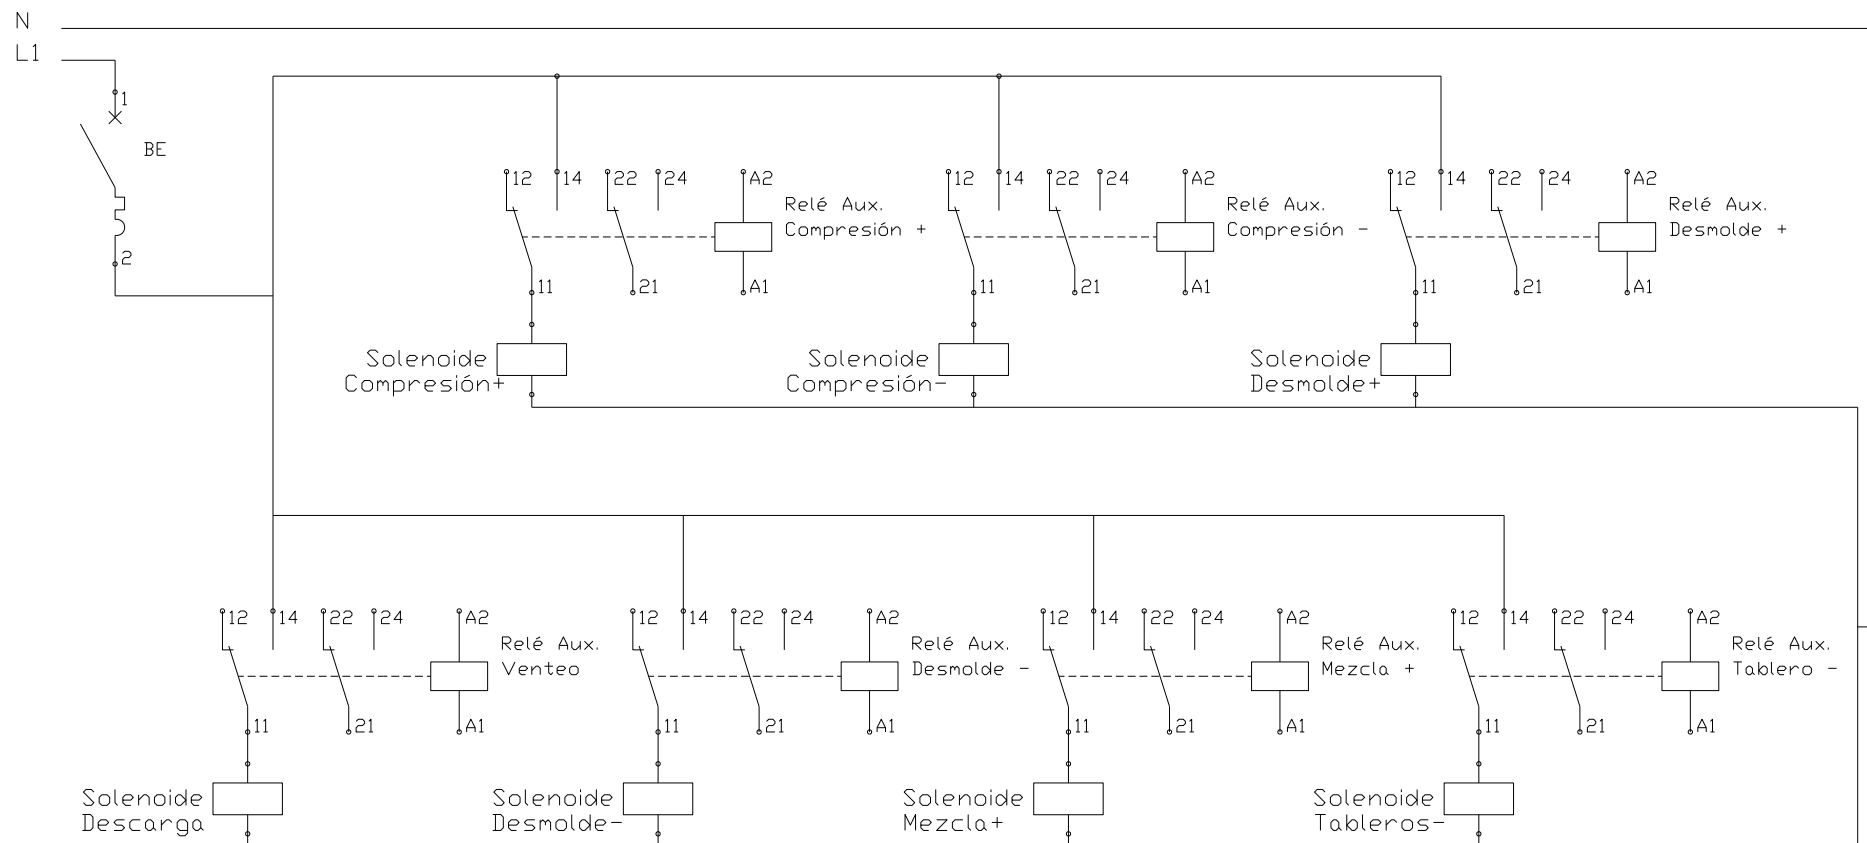 N
L1
1
BE
2
12 14 22 24 A2
Relé Aux.
Compresión +
11 21 A1
12 14 22 24 A2
Relé Aux.
Compresión -
11 21 A1
12 14 22 24 A2
Relé Aux.
Desmolde +
11 21 A1
Solenoide
Compresión+
Solenoide
Compresión-
Solenoide
Desmolde+
12 14 22 24 A2
Relé Aux.
Venteo
11 21 A1
12 14 22 24 A2
Relé Aux.
Desmolde -
11 21 A1
12 14 22 24 A2
Relé Aux.
Mezcla +
11 21 A1
12 14 22 24 A2
Relé Aux.
Tablero -
11 21 A1
Solenoide
Descarga
Solenoide
Desmolde-
Solenoide
Mezcla+
Solenoide
Tableros-